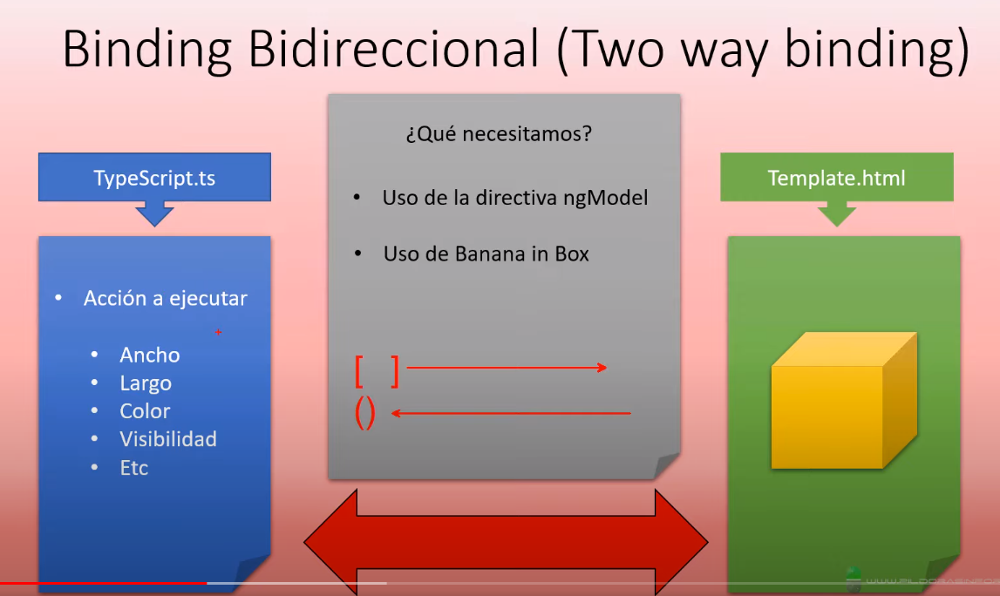 Binding Bidireccional (Two way binding)
¿Qué necesitamos?
TypeScript.ts
• Uso de la directiva ngModel
• Uso de Banana in Box
[ ]
()
Template.html
• Acción a ejecutar
• Ancho
• Largo
• Color
• Visibilidad
• Etc